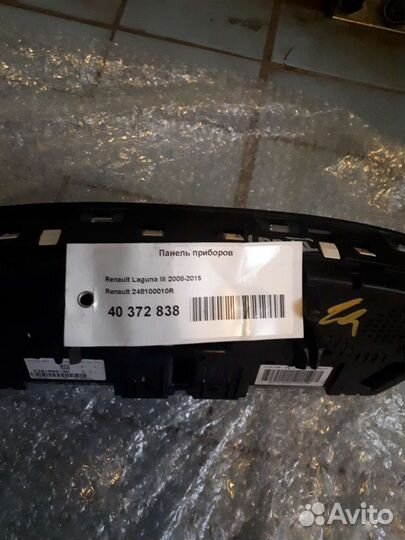 Панель приборов
Renault Laguna III 2008-2015
Renault 248100010R
40 372 838
Avito